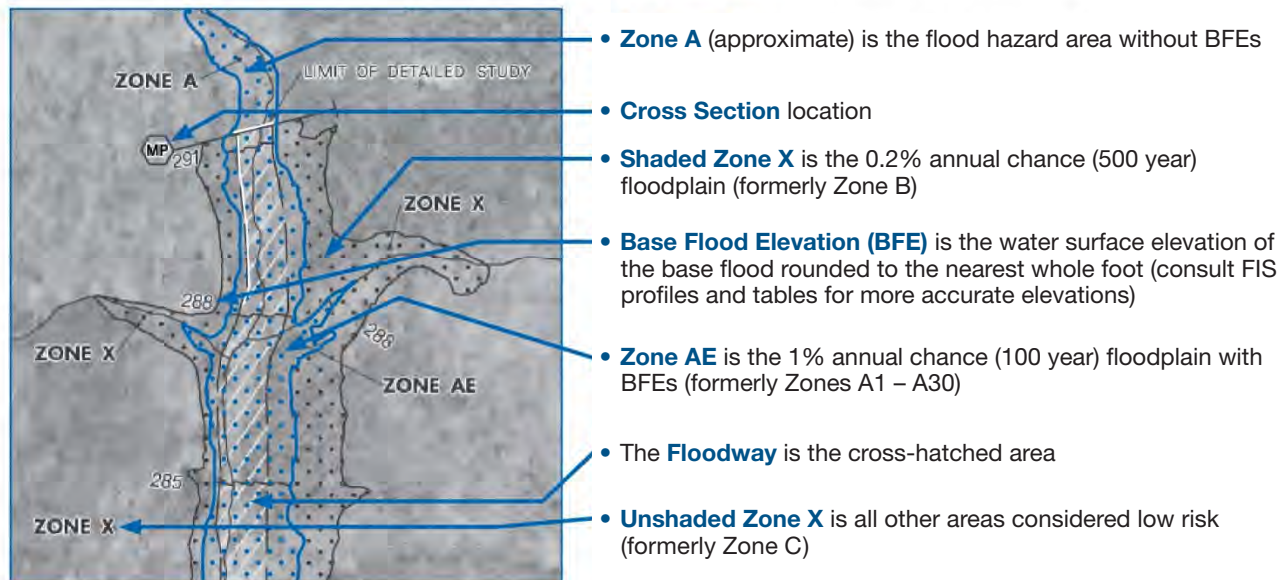 ZONE A
LIMIT OF DETAILED STUDY
MP
291
ZONE X
288
288
ZONE X
ZONE AE
285
ZONE X
• Zone A (approximate) is the flood hazard area without BFEs
• Cross Section location
• Shaded Zone X is the 0.2% annual chance (500 year)
floodplain (formerly Zone B)
• Base Flood Elevation (BFE) is the water surface elevation of
the base flood rounded to the nearest whole foot (consult FIS
profiles and tables for more accurate elevations)
• Zone AE is the 1% annual chance (100 year) floodplain with
BFEs (formerly Zones A1 – A30)
• The Floodway is the cross-hatched area
• Unshaded Zone X is all other areas considered low risk
(formerly Zone C)